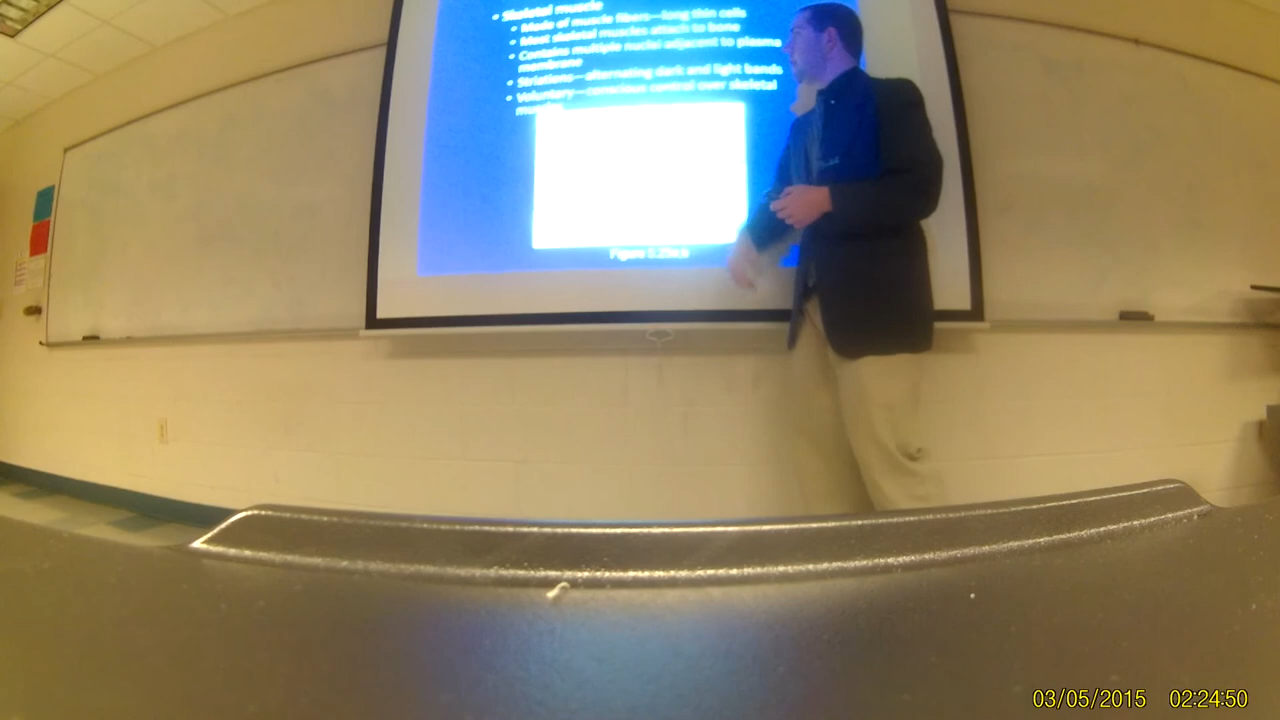 • Skeletal muscle
• Made of muscle fibers—long thin cells
• Most skeletal muscles attach to bone
• Contains multiple nuclei adjacent to plasma
membrane
• Striations—alternating dark and light bands
• Voluntary—conscious control over skeletal
Figure
03/05/2015 02:24:50